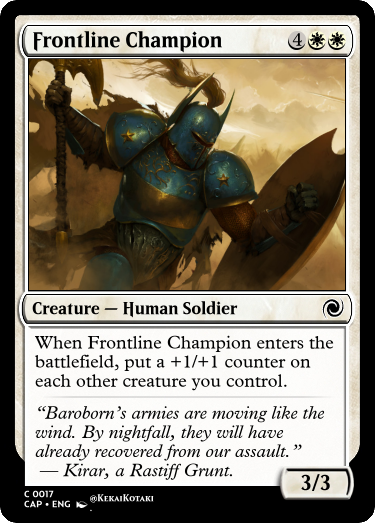 Frontline Champion 4
Creature — Human Soldier
When Frontline Champion enters the
battlefield, put a +1/+1 counter on
each other creature you control.
“Baroborn’s armies are moving like the
wind. By nightfall, they will have
already recovered from our assault.”
— Kirar, a Rastiff Grunt.
3/3
C 0017
CAP • ENG @KekaiKotaki